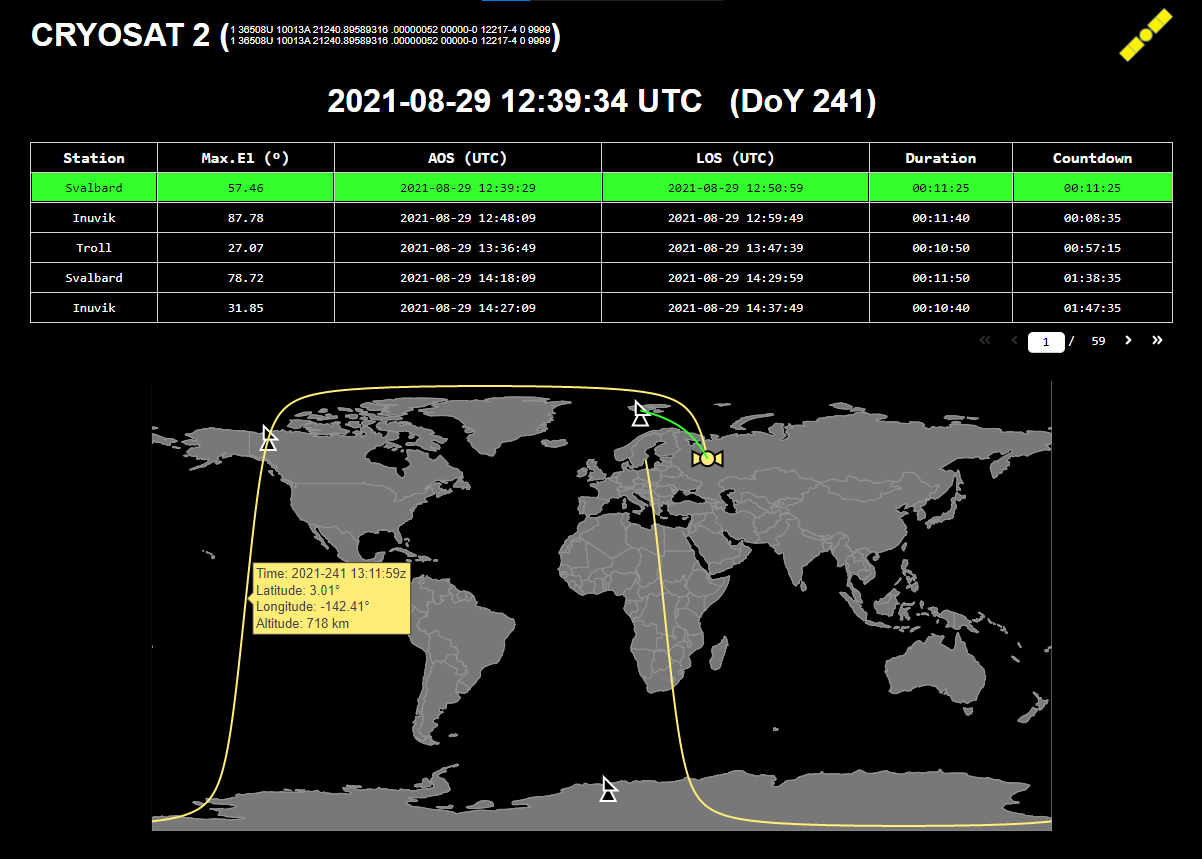 CRYOSAT 2 (
1 36508U 10013A 21240.89589316 .00000052 00000-0 12217-4 0 9999
1 36508U 10013A 21240.89589316 .00000052 00000-0 12217-4 0 9999
)
2021-08-29 12:39:34 UTC (DoY 241)
Station Max.El (º) AOS (UTC) LOS (UTC) Duration Countdown
Svalbard 57.46 2021-08-29 12:39:29 2021-08-29 12:50:59 00:11:25 00:11:25
Inuvik 87.78 2021-08-29 12:48:09 2021-08-29 12:59:49 00:11:40 00:08:35
Troll 27.07 2021-08-29 13:36:49 2021-08-29 13:47:39 00:10:50 00:57:15
Svalbard 78.72 2021-08-29 14:18:09 2021-08-29 14:29:59 00:11:50 01:38:35
Inuvik 31.85 2021-08-29 14:27:09 2021-08-29 14:37:49 00:10:40 01:47:35
1 / 59
Time: 2021-241 13:11:59z
Latitude: 3.01°
Longitude: -142.41°
Altitude: 718 km